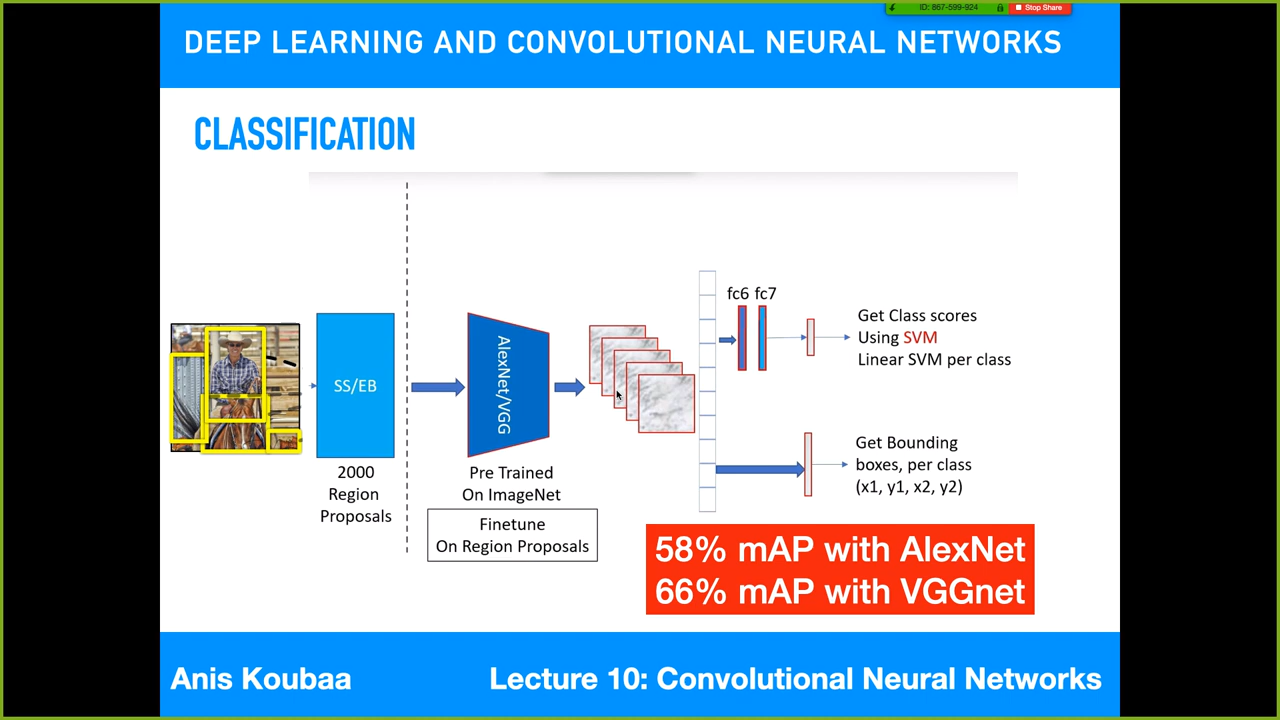 ID: 867-599-924
Stop Share
DEEP LEARNING AND CONVOLUTIONAL NEURAL NETWORKS
CLASSIFICATION
SS/EB
2000
Region
Proposals
AlexNet/VGG
Pre Trained
On ImageNet
Finetune
On Region Proposals
fc6 fc7
Get Class scores
Using SVM
Linear SVM per class
Get Bounding
boxes, per class
(x1, y1, x2, y2)
58% mAP with AlexNet
66% mAP with VGGnet
Anis Koubaa
Lecture 10: Convolutional Neural Networks